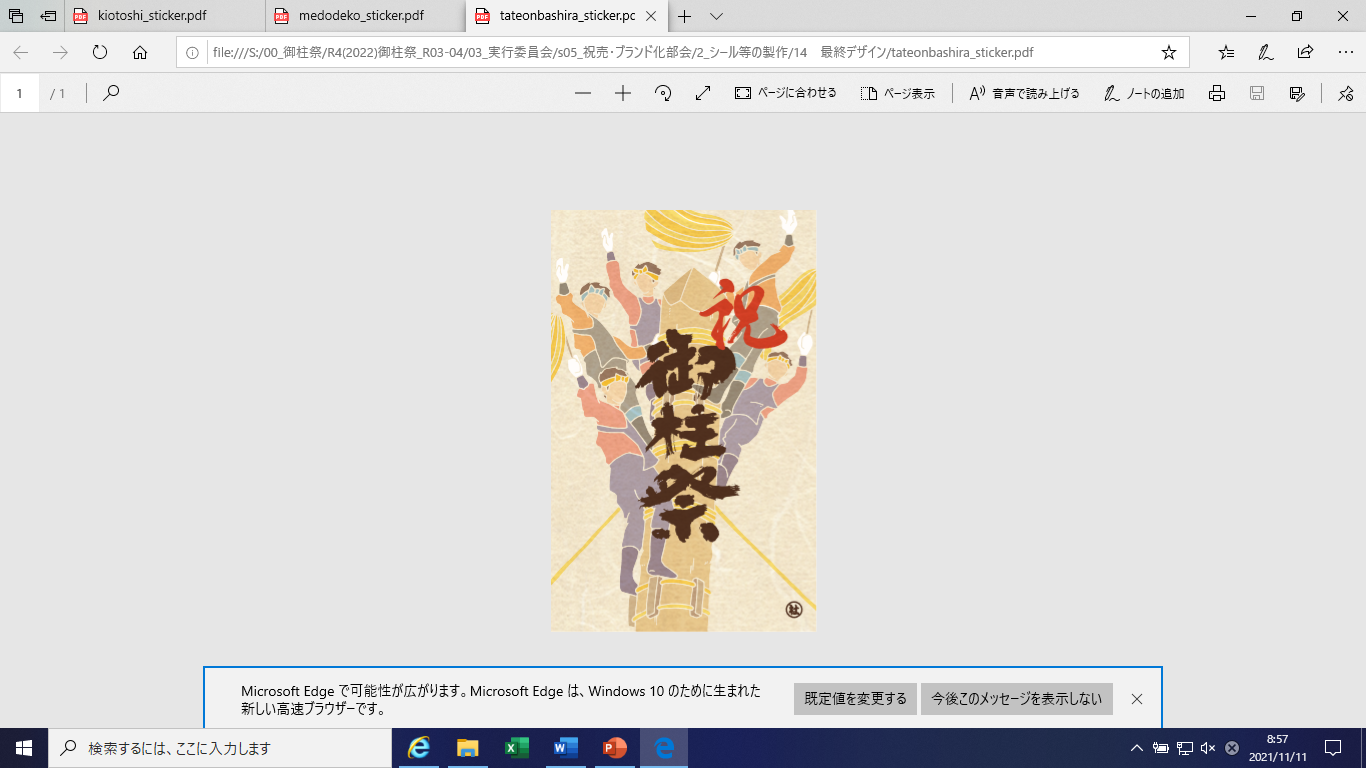 kiotoshi_sticker.pdf
medodeko_sticker.pdf
tateonbashira_sticker.pd
file:///S:/00_御柱祭/R4(2022)御柱祭_R03-04/03_実行委員会/s05_祝売・ブランド化部会/2_シール等の製作/14　最終デザイン/tateonbashira_sticker.pdf
1 / 1
ページに合わせる
ページ表示
音声で読み上げる
ノートの追加
祝
御柱祭
Microsoft Edge で可能性が広がります。Microsoft Edge は、Windows 10 のために生まれた
新しい高速ブラウザーです。
既定値を変更する
今後このメッセージを表示しない
検索するには、ここに入力します
8:57
2021/11/11